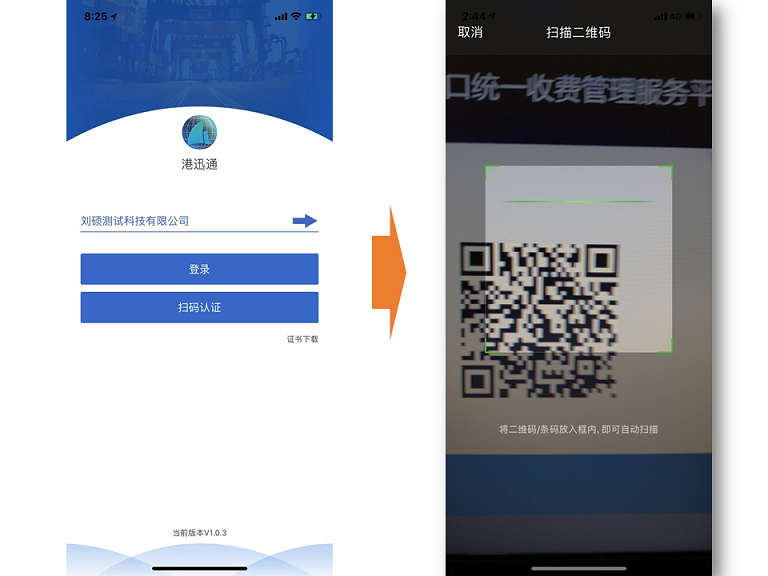 8:25
港迅通
刘硕测试科技有限公司
登录
扫码认证
证书下载
当前版本V1.0.3
2:44
4G
取消
扫描二维码
口统一收费管理服务平
将二维码/条码放入框内，即可自动扫描